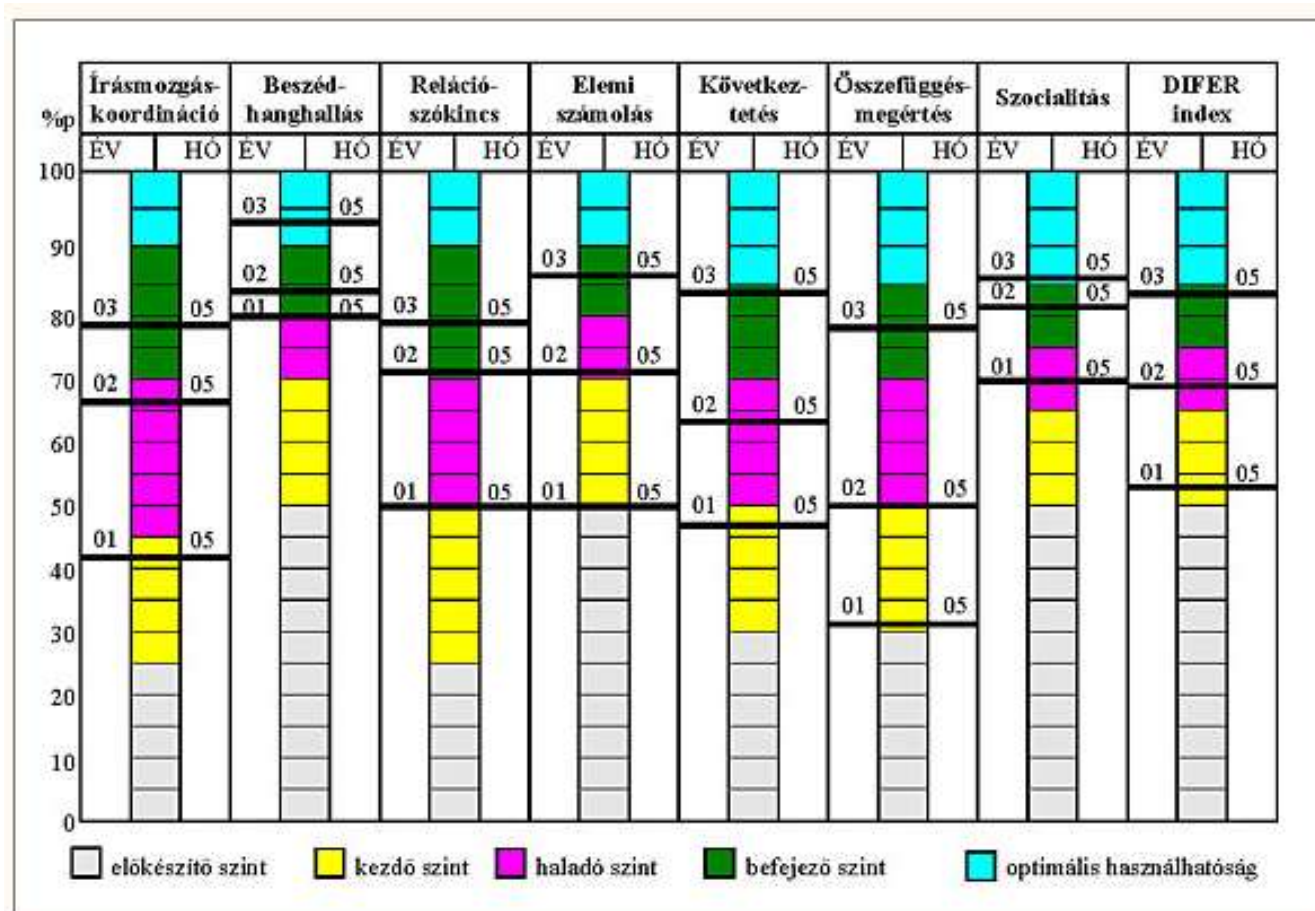 Írásmozgás-
koordináció
Beszéd-
hanghallás
Reláció-
szókincs
Elemi
számolás
Következ-
tetés
Összefüggés-
megértés
Szocialitás
DIFER
index
%p
ÉV HÓ ÉV HÓ ÉV HÓ ÉV HÓ ÉV HÓ ÉV HÓ ÉV HÓ ÉV HÓ
100
03 05
90
02 05
03 05
03 05
03 05
03 05
01 05
02 05
80
03 05
03 05
03 05
02 05
02 05
01 05
02 05
70
02 05
02 05
60
01 05
50
01 05
01 05
01 05
02 05
01 05
40
01 05
30
20
10
0
előkészítő szint
kezdő szint
haladó szint
befejező szint
optimális használhatóság